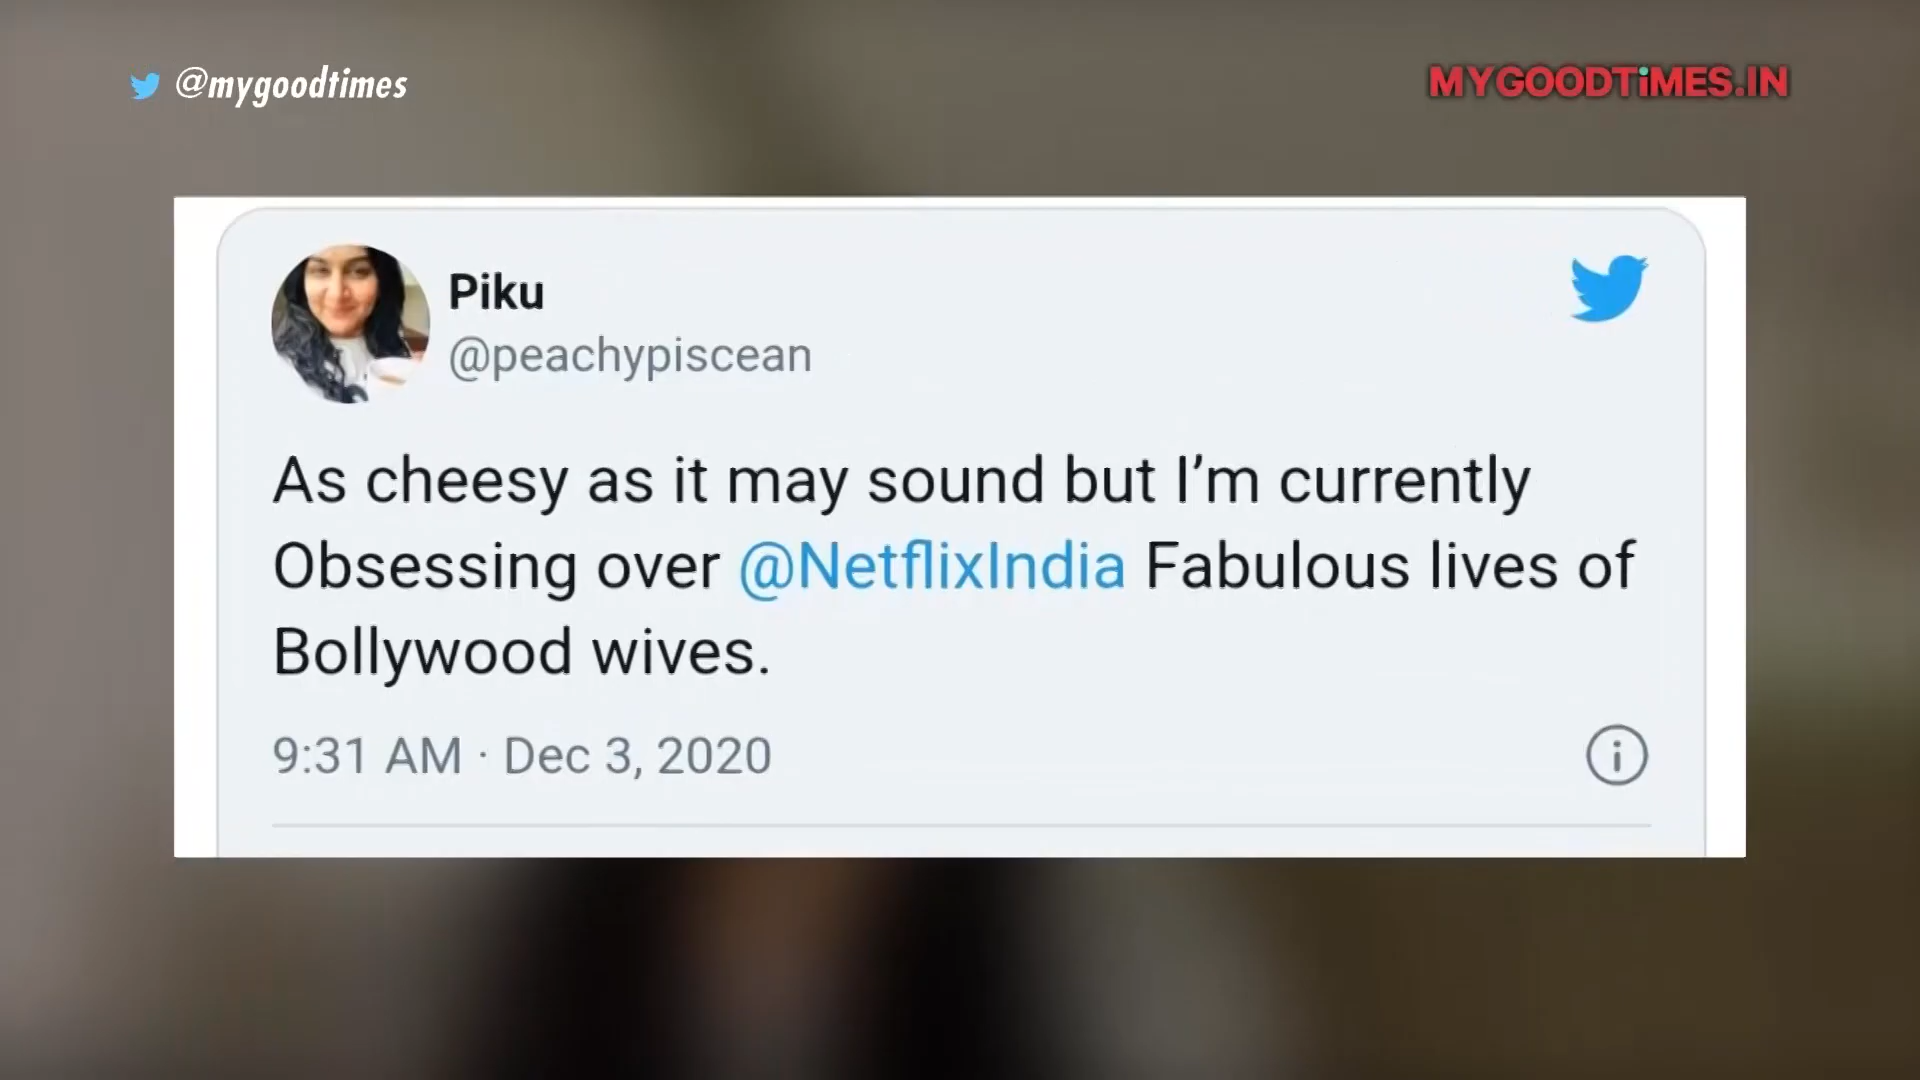 @mygoodtimes
MYGOODTiMES.IN
Piku
@peachypiscean
As cheesy as it may sound but I’m currently
Obsessing over @NetflixIndia Fabulous lives of
Bollywood wives.
9:31 AM · Dec 3, 2020